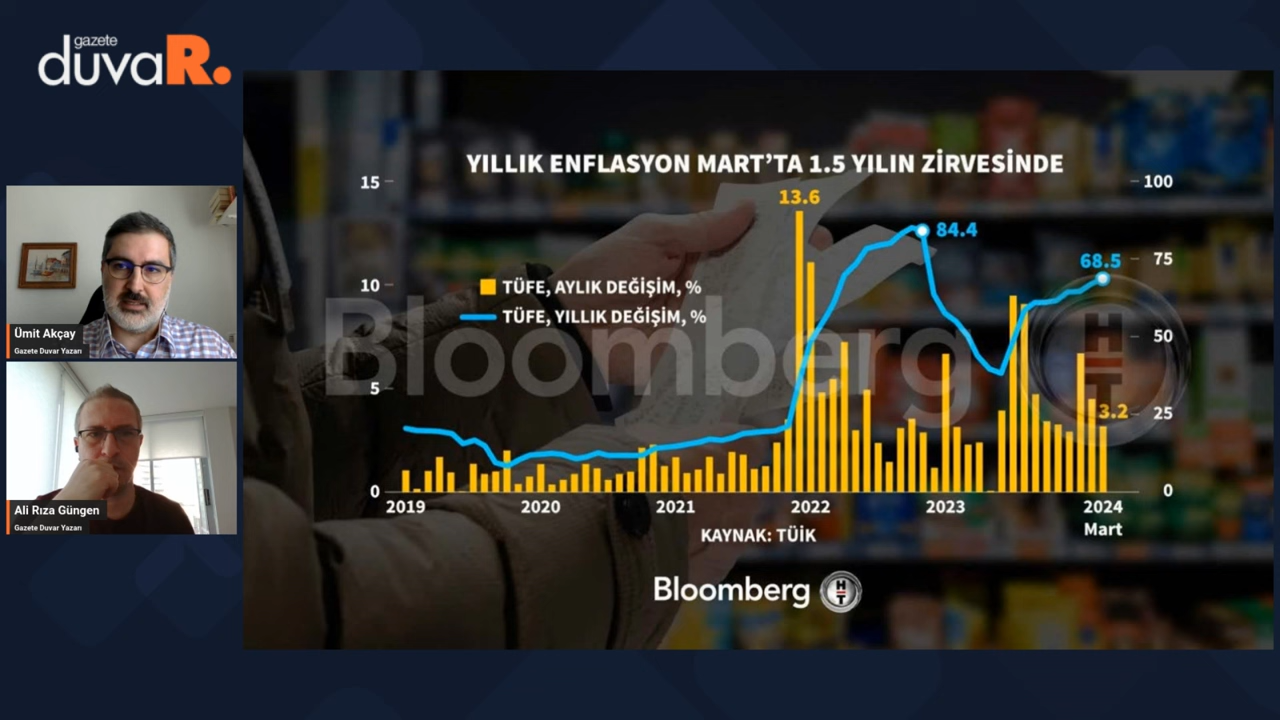 gazete
duvaR.
Ümit Akçay
Gazete Duvar Yazarı
Ali Rıza Güngen
Gazete Duvar Yazarı
YILLIK ENFLASYON MART’TA 1.5 YILIN ZİRVESİNDE
15
100
13.6
84.4
68.5
75
10
TÜFE, AYLIK DEĞİŞİM, %
TÜFE, YILLIK DEĞİŞİM, %
Bloomberg HT
50
5
3.2
25
0
0
2019 2020 2021 2022 2023 2024
Mart
KAYNAK: TÜİK
Bloomberg HT